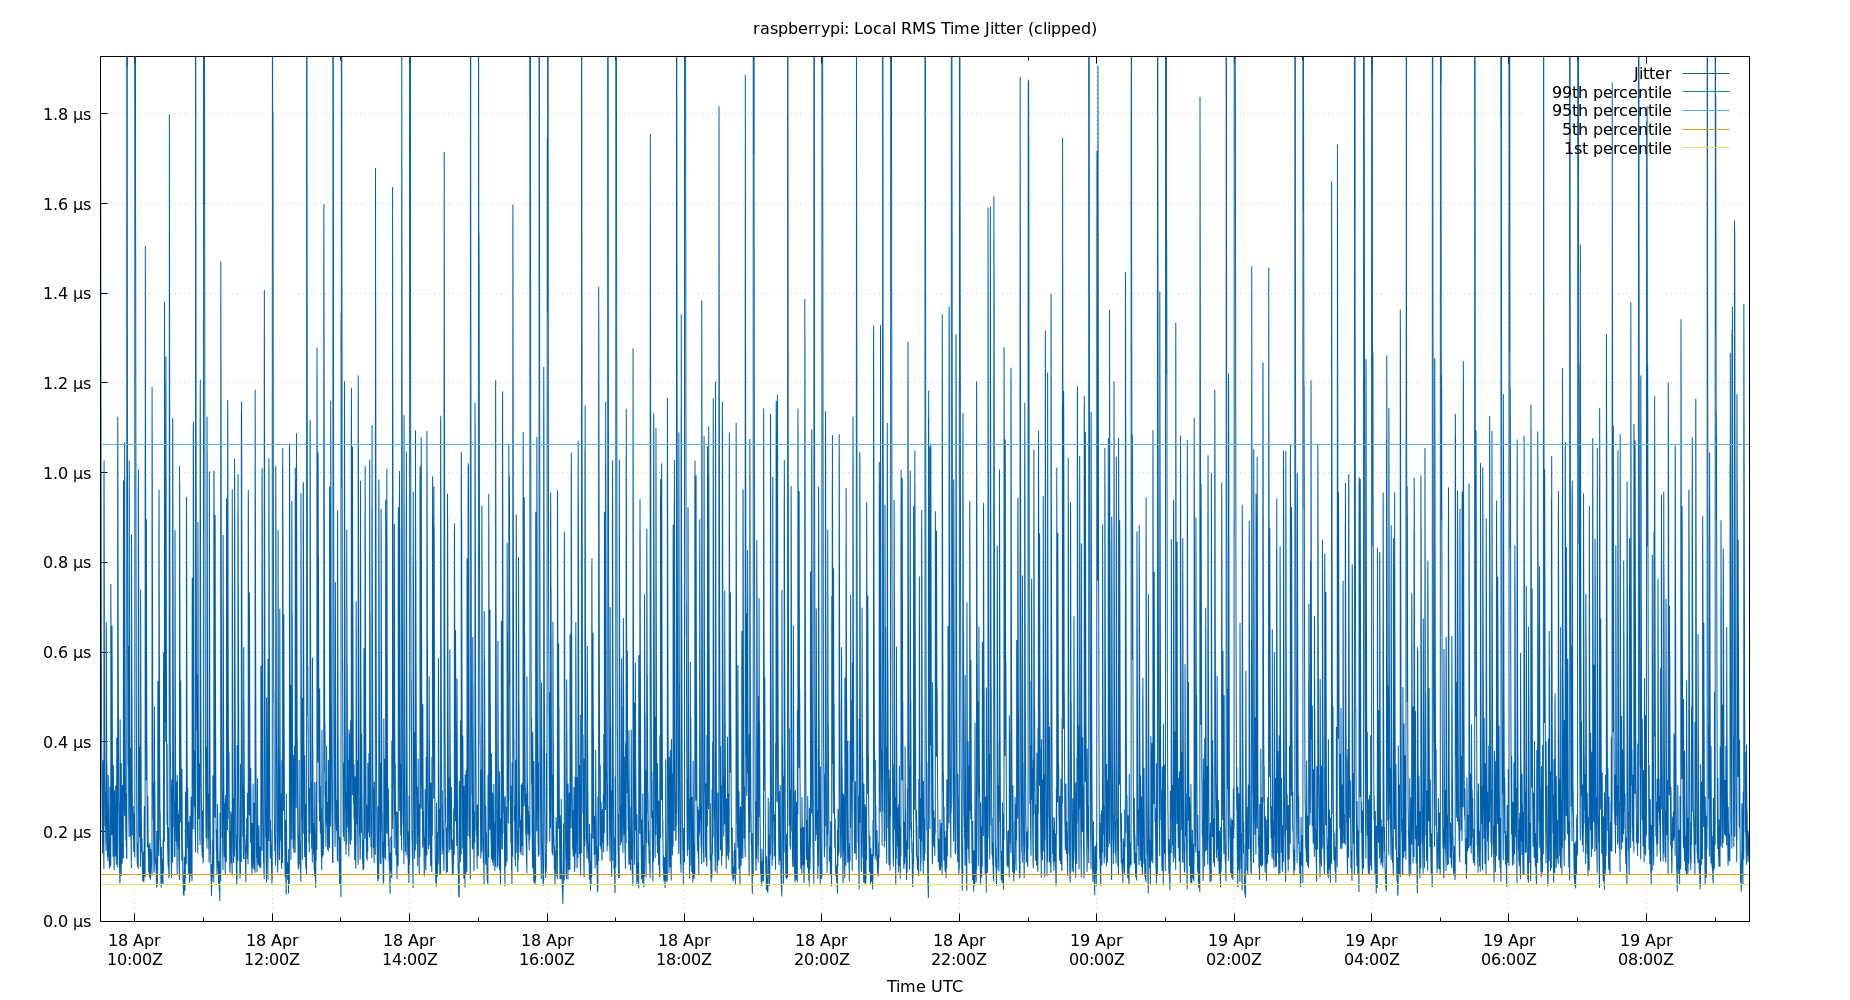 raspberrypi: Local RMS Time Jitter (clipped)
Jitter
99th percentile
95th percentile
5th percentile
1st percentile
1.8 µs
1.6 µs
1.4 µs
1.2 µs
1.0 µs
0.8 µs
0.6 µs
0.4 µs
0.2 µs
0.0 µs
18 Apr 18 Apr 18 Apr 18 Apr 18 Apr 18 Apr 18 Apr 19 Apr 19 Apr 19 Apr 19 Apr 19 Apr
10:00Z 12:00Z 14:00Z 16:00Z 18:00Z 20:00Z 22:00Z 00:00Z 02:00Z 04:00Z 06:00Z 08:00Z
Time UTC